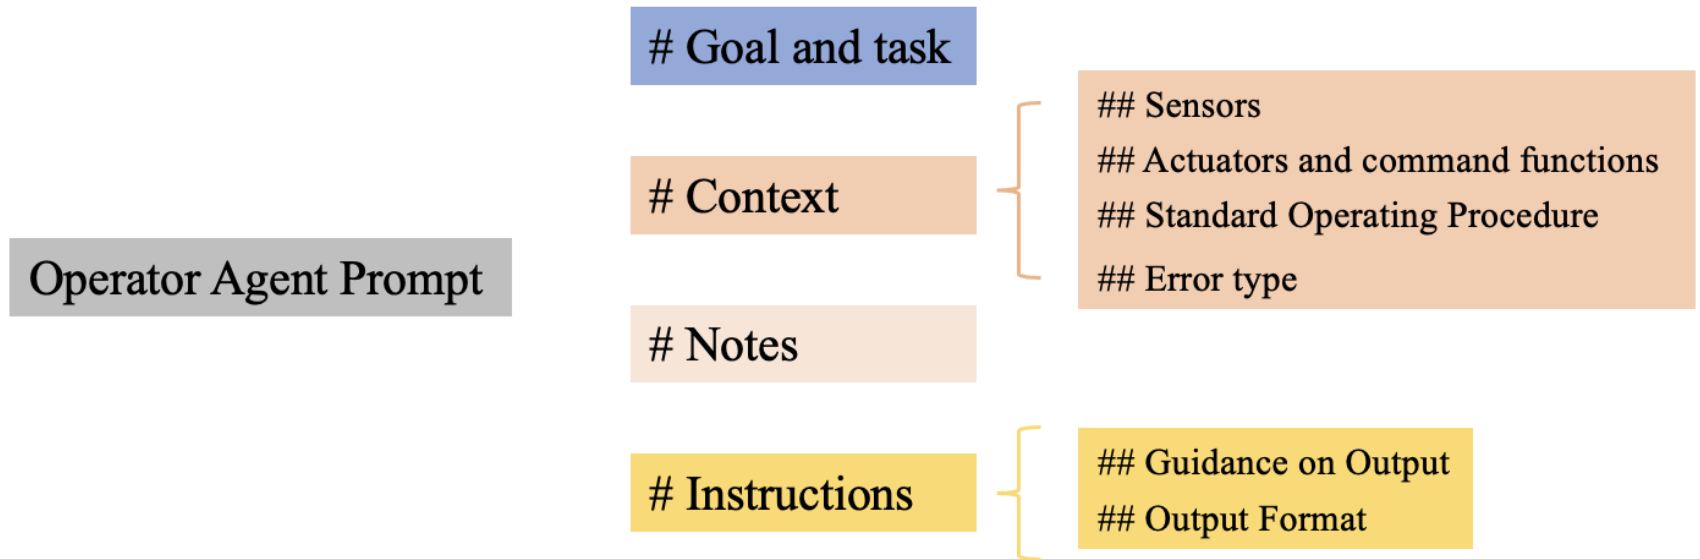 Operator Agent Prompt
# Goal and task
# Context
## Sensors
## Actuators and command functions
## Standard Operating Procedure
## Error type
# Notes
# Instructions
## Guidance on Output
## Output Format